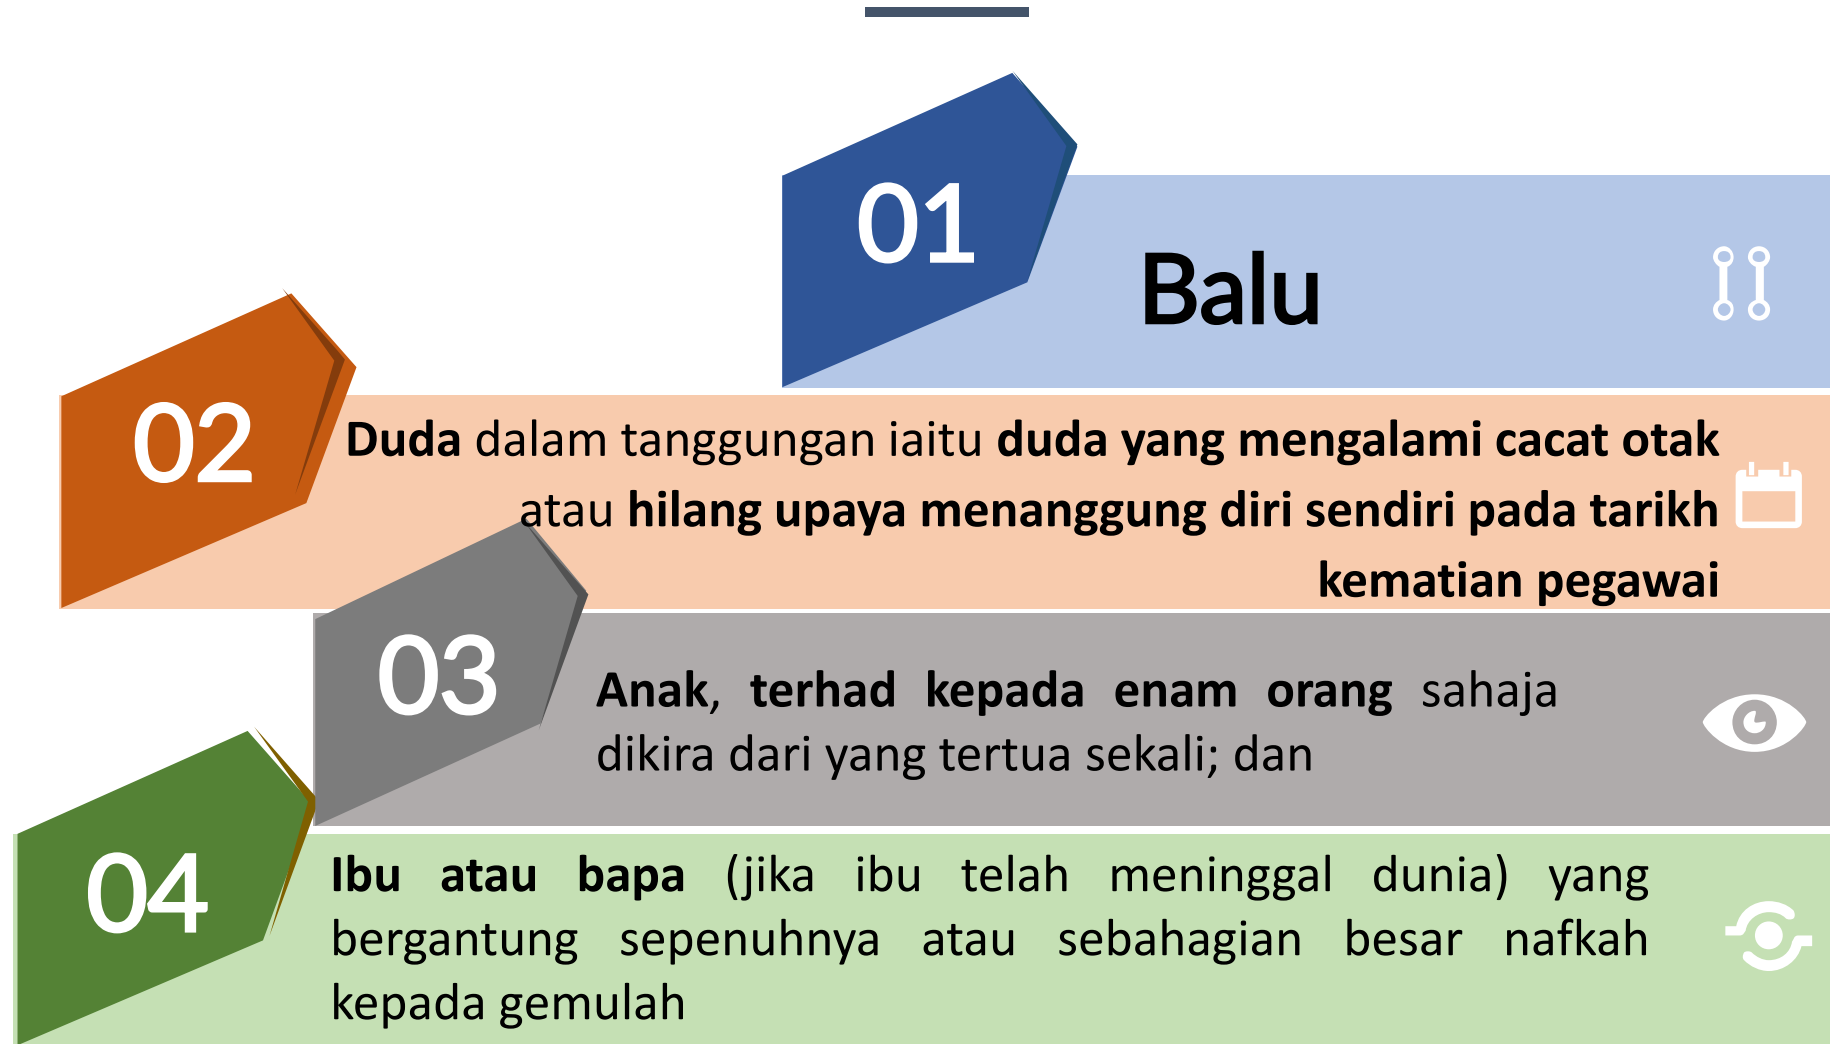 01
Balu
02
Duda dalam tanggungan iaitu duda yang mengalami cacat otak
atau hilang upaya menanggung diri sendiri pada tarikh
kematian pegawai
03
Anak, terhad kepada enam orang sahaja
dikira dari yang tertua sekali; dan
04
Ibu atau bapa (jika ibu telah meninggal dunia) yang
bergantung sepenuhnya atau sebahagian besar nafkah
kepada gemulah